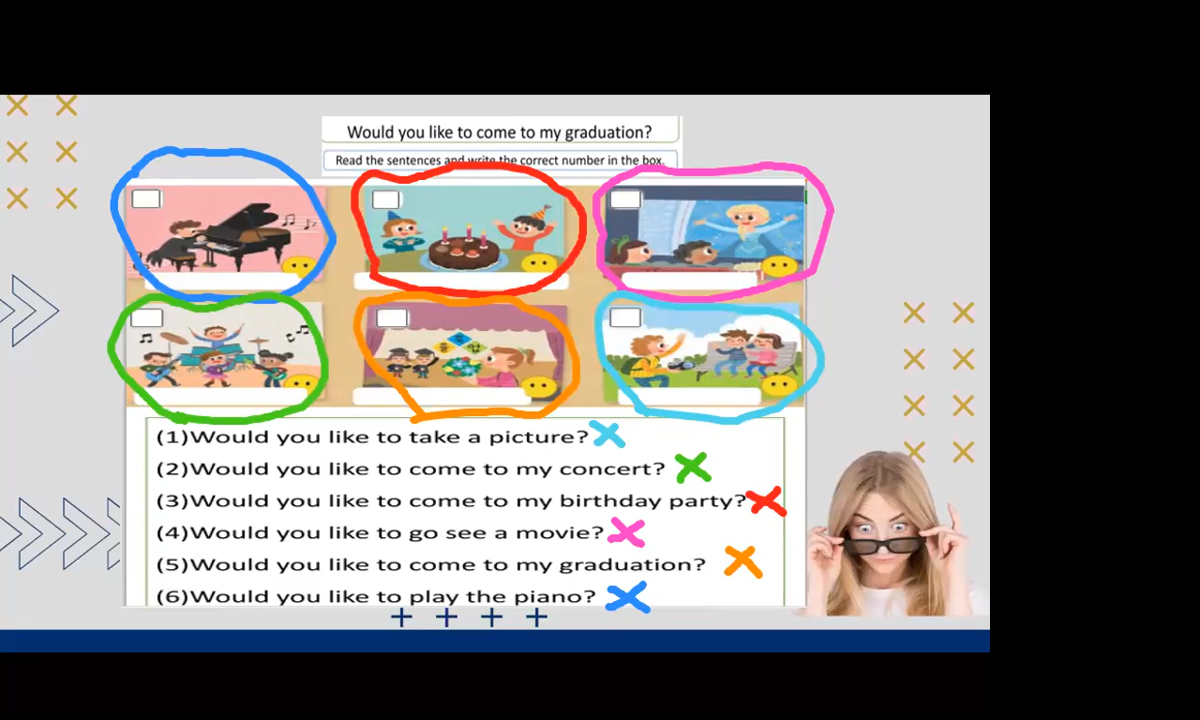 Would you like to come to my graduation?
Read the sentences and write the correct number in the box.
(1)Would you like to take a picture?
(2)Would you like to come to my concert?
(3)Would you like to come to my birthday party?
(4)Would you like to go see a movie?
(5)Would you like to come to my graduation?
(6)Would you like to play the piano?